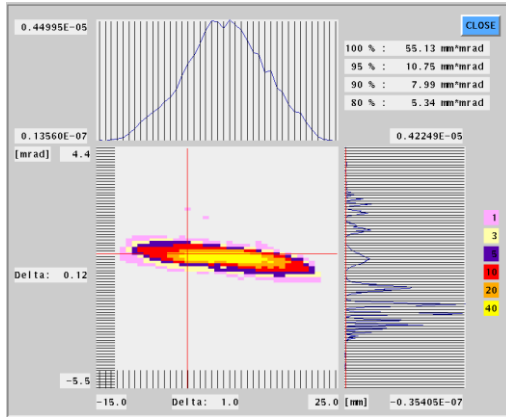 0.44995E-05
CLOSE
100 % : 55.13 mm*mrad
95 % : 10.75 mm*mrad
90 % : 7.99 mm*mrad
80 % : 5.34 mm*mrad
0.13560E-07
0.42249E-05
[mrad] 4.4
1
3
5
Delta: 0.12
10
20
40
-5.5
-15.0 Delta: 1.0 25.0 [mm] -0.35405E-07